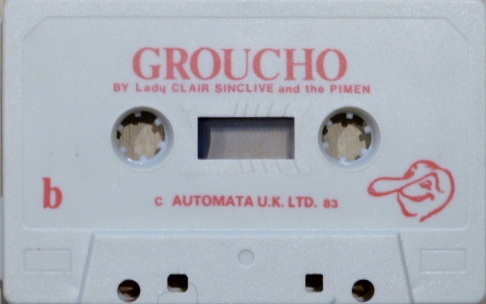 GROUCHO
BY Lady CLAIR SINCLIVE and the PIMEN
b
c AUTOMATA U.K. LTD. 83